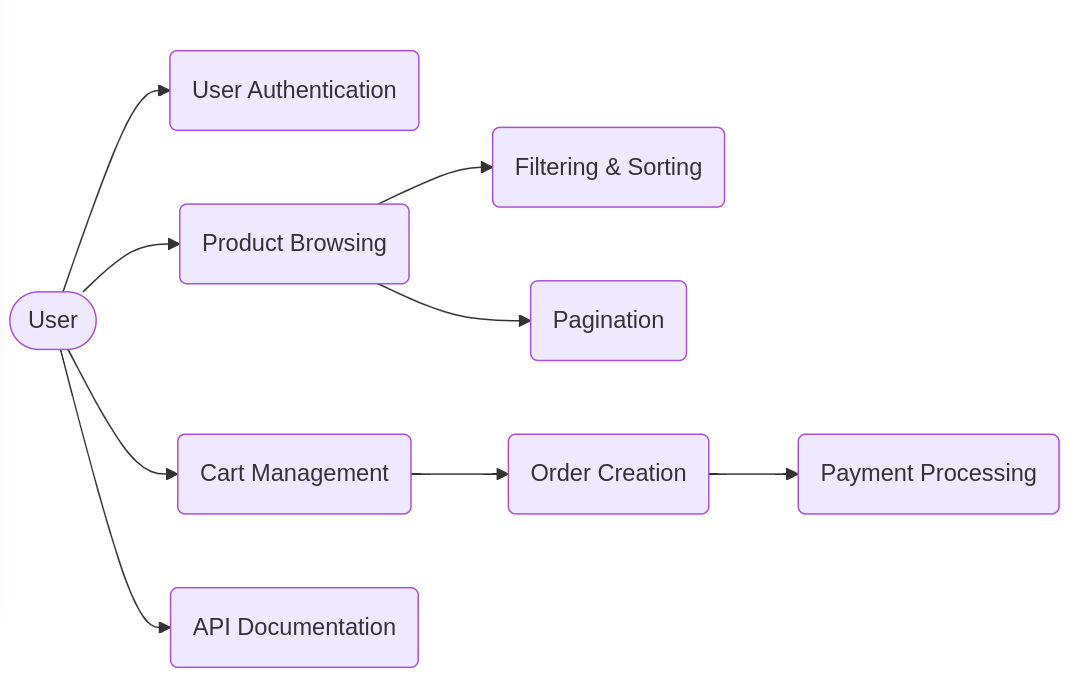 User Authentication
Filtering & Sorting
Product Browsing
Pagination
User
Cart Management
Order Creation
Payment Processing
API Documentation